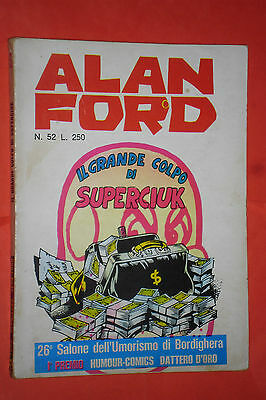 ALAN
FORD
N. 52 L. 250
IL GRANDE COLPO
DI
SUPERCIUK
$
26° Salone dell'Umorismo di Bordighera
I PREMIO HUMOUR-COMICS DATTERO D'ORO